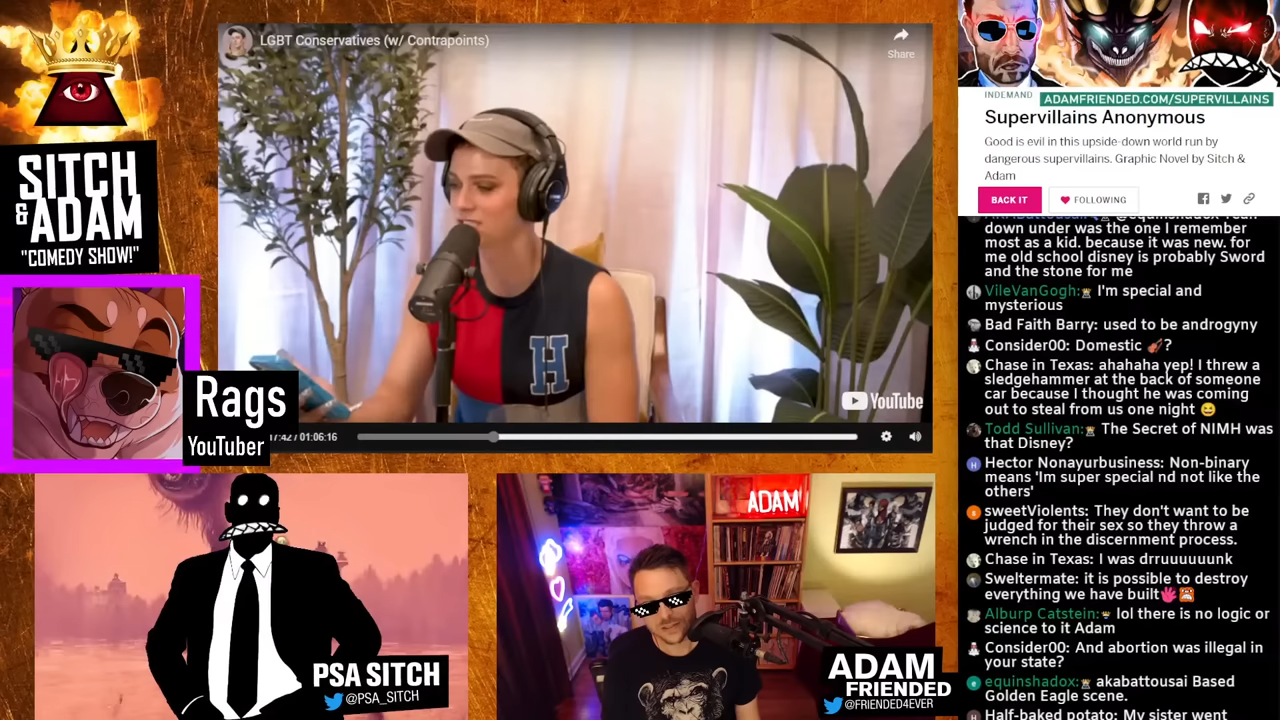 SITCH
& ADAM
"COMEDY SHOW!"
LGBT Conservatives (w/ Contrapoints)
Share
H
YouTube
17:42 / 01:06:16
Rags
YouTuber
PSA SITCH
@PSA_SITCH
ADAM
ADAM
FRIENDED
@FRIENDED4EVER
INDEMAND
ADAMFRIENDED.COM/SUPERVILLAINS
Supervillains Anonymous
Good is evil in this upside-down world run by
dangerous supervillains. Graphic Novel by Sitch &
Adam
BACK IT
FOLLOWING
down under was the one I remember
most as a kid. because it was new. for
me old school disney is probably Sword
and the stone for me
VileVanGogh: I'm special and
mysterious
Bad Faith Barry: used to be androgyny
Consider00: Domestic 🎻?
Chase in Texas: ahahaha yep! I threw a
sledgehammer at the back of someone
car because I thought he was coming
out to steal from us one night 😄
Todd Sullivan: The Secret of NIMH was
that Disney?
Hector Nonayurbusiness: Non-binary
means 'Im super special nd not like the
others'
sweetViolents: They don't want to be
judged for their sex so they throw a
wrench in the discernment process.
Chase in Texas: I was drruuuuuunk
Sweltermate: it is possible to destroy
everything we have built
Alburp Catstein: lol there is no logic or
science to it Adam
Consider00: And abortion was illegal in
your state?
equinshadox: akabattousai Based
Golden Eagle scene.
Half-baked potato: My sister went